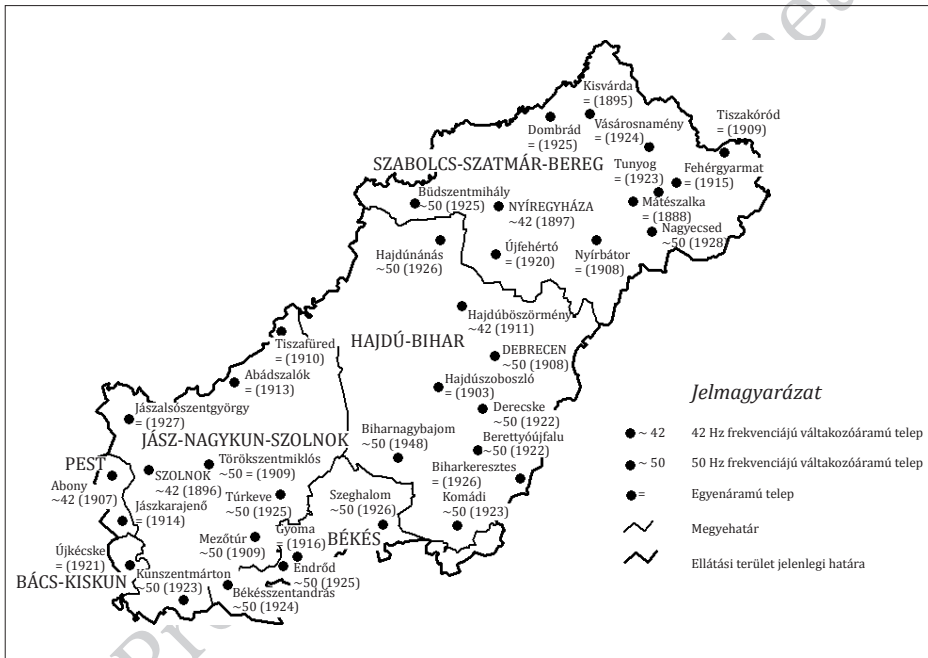 Kisvárda
= (1895)
Tiszakóród
= (1909)
Dombrád
= (1925)
Vásárosnamény
= (1924)
SZABOLCS-SZATMÁR-BEREG
Tunyog
= (1923)
Fehérgyarmat
= (1915)
Büdszentmihály
~50 (1925)
NYÍREGYHÁZA
~42 (1897)
Mátészalka
= (1888)
Nagyecsed
~50 (1928)
Hajdúnánás
~50 (1926)
Újfehértó
= (1920)
Nyírbátor
= (1908)
Hajdúböszörmény
~42 (1911)
Tiszafüred
= (1910)
HAJDÚ-BIHAR
DEBRECEN
~50 (1908)
Abádszalók
= (1913)
Hajdúszoboszló
= (1903)
Jelmagyarázat
Jászalsószentgyörgy
= (1927)
Derecske
~50 (1922)
Biharnagybajom
~50 (1948)
Berettyóújfalu
~50 (1922)
JÁSZ-NAGYKUN-SZOLNOK
Törökszentmiklós
~50 = (1909)
PEST
Abony
~42 (1907)
SZOLNOK
~42 (1896)
Biharkeresztes
= (1926)
Túrkeve
~50 (1925)
Szeghalom
~50 (1926)
Komádi
~50 (1923)
Jászkarajenő
= (1914)
Mezőtúr
~50 (1909)
Gyoma
= (1916)
BÉKÉS
Újkécske
= (1921)
Endrőd
~50 (1925)
BÁCS-KISKUN
Kunszentmárton
~50 (1923)
Békésszentandrás
~50 (1924)
~ 42 42 Hz frekvenciájú váltakozóáramú telep
~ 50 50 Hz frekvenciájú váltakozóáramú telep
= Egyenáramú telep
Megyehatár
Ellátási terület jelenlegi határa